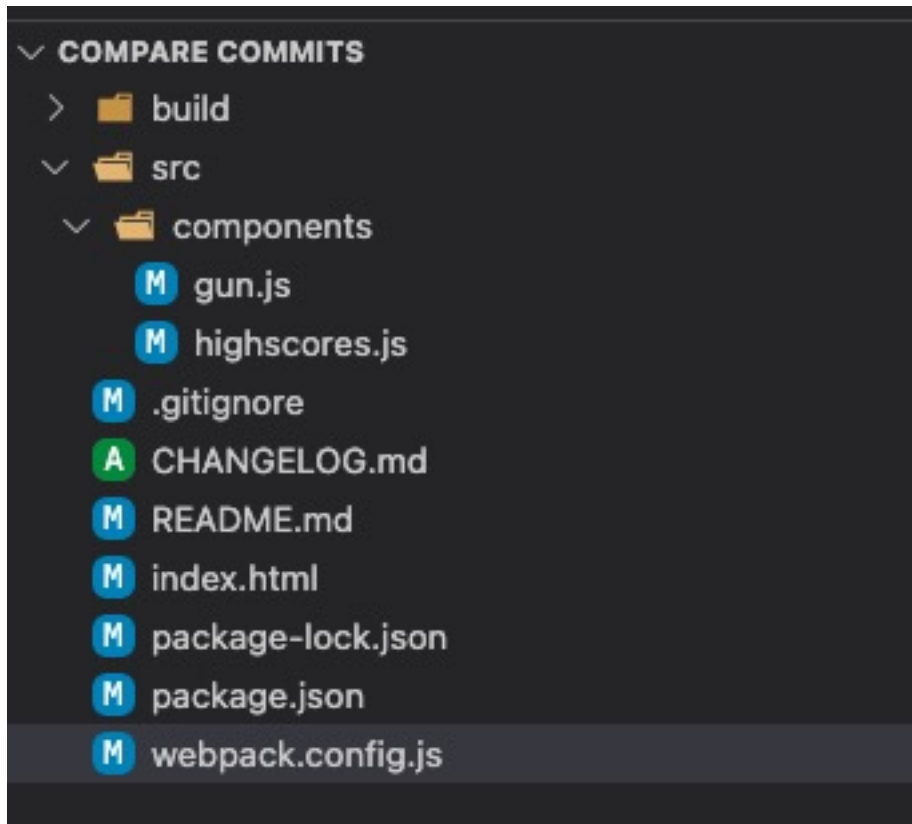 COMPARE COMMITS
build
src
components
M gun.js
M highscores.js
M .gitignore
A CHANGELOG.md
M README.md
M index.html
M package-lock.json
M package.json
M webpack.config.js